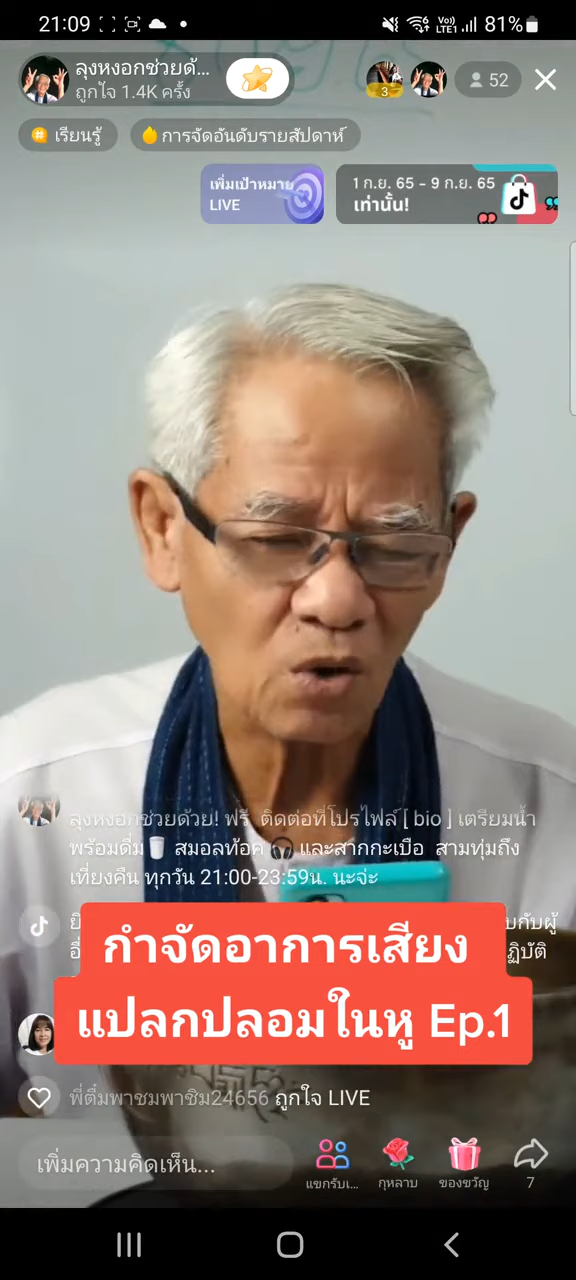 21:09
Vo)) LTE1 81%
ลุงหงอกช่วยด้...
ถูกใจ 1.4K ครั้ง
3
52
เรียนรู้
การจัดอันดับรายสัปดาห์
เพิ่มเป้าหมาย
LIVE
1 ก.ย. 65 - 9 ก.ย. 65
เท่านั้น!
ลุงหงอกช่วยด้วย! ฟรี ติดต่อที่โปรไฟล์ [ bio ] เตรียมน้ำ
พร้อมดื่ม🥛 สมอลท้อค 🎧 และสากกะเบือ สามทุ่มถึง
เที่ยงคืน ทุกวัน 21:00-23:59น. นะจ่ะ
กำจัดอาการเสียง
แปลกปลอมในหู Ep.1
พี่ตี๋มพาชมพาชิม24656 ถูกใจ LIVE
เพิ่มความคิดเห็น...
แขกรับเ...
กุหลาบ
ของขวัญ
7